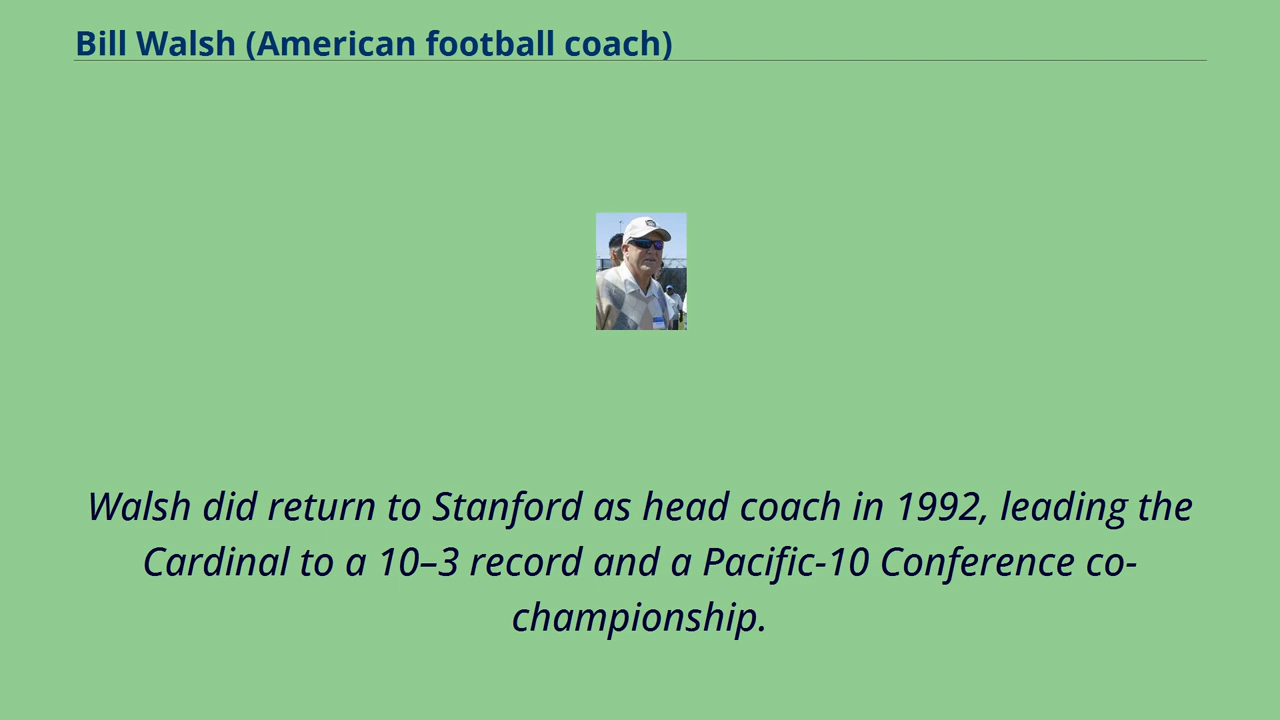 Bill Walsh (American football coach)
Walsh did return to Stanford as head coach in 1992, leading the
Cardinal to a 10–3 record and a Pacific-10 Conference co-
championship.